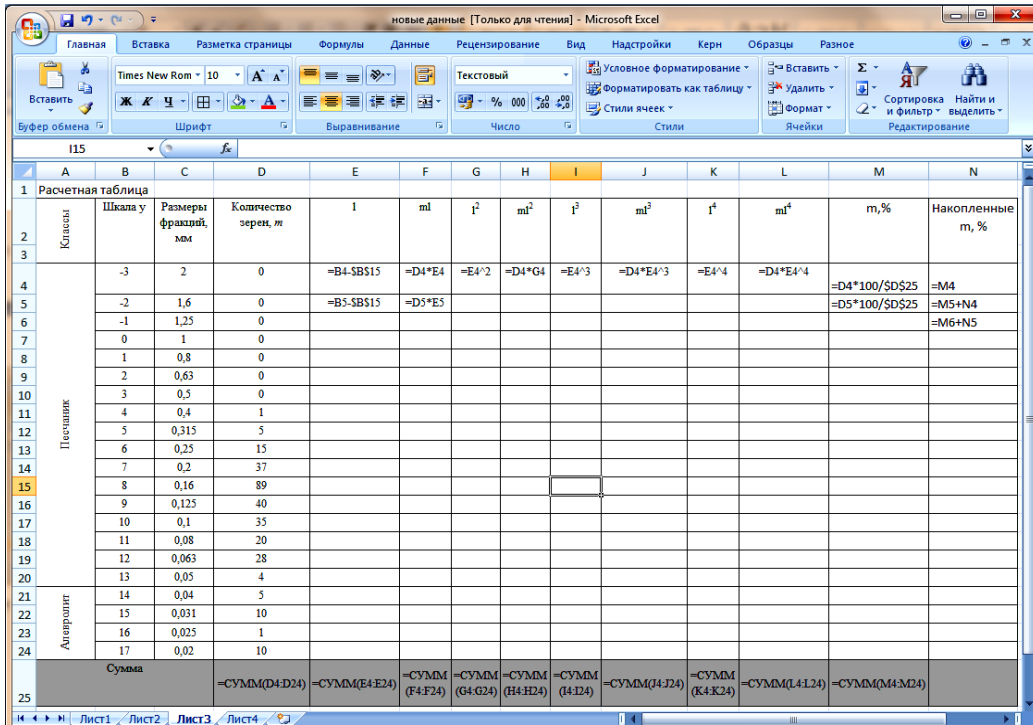 новые данные [Только для чтения] - Microsoft Excel
Главная Вставка Разметка страницы Формулы Данные Рецензирование Вид Надстройки Керн Образцы Разное
Вставить
Times New Rom 10 A A
Ж К Ч
Текстовый
% 000
Условное форматирование
Форматировать как таблицу
Стили ячеек
Вставить
Удалить
Формат
Σ
Сортировка и фильтр
Найти и выделить
Буфер обмена Шрифт Выравнивание Число Стили Ячейки Редактирование
I15 fx
A B C D E F G H I J K L M N
1 Расчетная таблица
2 Классы Шкала у Размеры фракций, мм Количество зерен, m l ml l² ml² l³ ml³ l⁴ ml⁴ m,% Накопленные m, %
3
Песчаник
4 -3 2 0 =B4-$B$15 =D4*E4 =E4^2 =D4*G4 =E4^3 =D4*E4^3 =E4^4 =D4*E4^4 =D4*100/$D$25 =M4
5 -2 1,6 0 =B5-$B$15 =D5*E5 =D5*100/$D$25 =M5+N4
6 -1 1,25 0 =M6+N5
7 0 1 0
8 1 0,8 0
9 2 0,63 0
10 3 0,5 0
11 4 0,4 1
12 5 0,315 5
13 6 0,25 15
14 7 0,2 37
15 8 0,16 89
16 9 0,125 40
17 10 0,1 35
18 11 0,08 20
19 12 0,063 28
20 13 0,05 4
Алевролит
21 14 0,04 5
22 15 0,031 10
23 16 0,025 1
24 17 0,02 10
25 Сумма =СУММ(D4:D24) =СУММ(E4:E24) =СУММ(F4:F24) =СУММ(G4:G24) =СУММ(H4:H24) =СУММ(I4:I24) =СУММ(J4:J24) =СУММ(K4:K24) =СУММ(L4:L24) =СУММ(M4:M24)
Лист1 Лист2 Лист3 Лист4